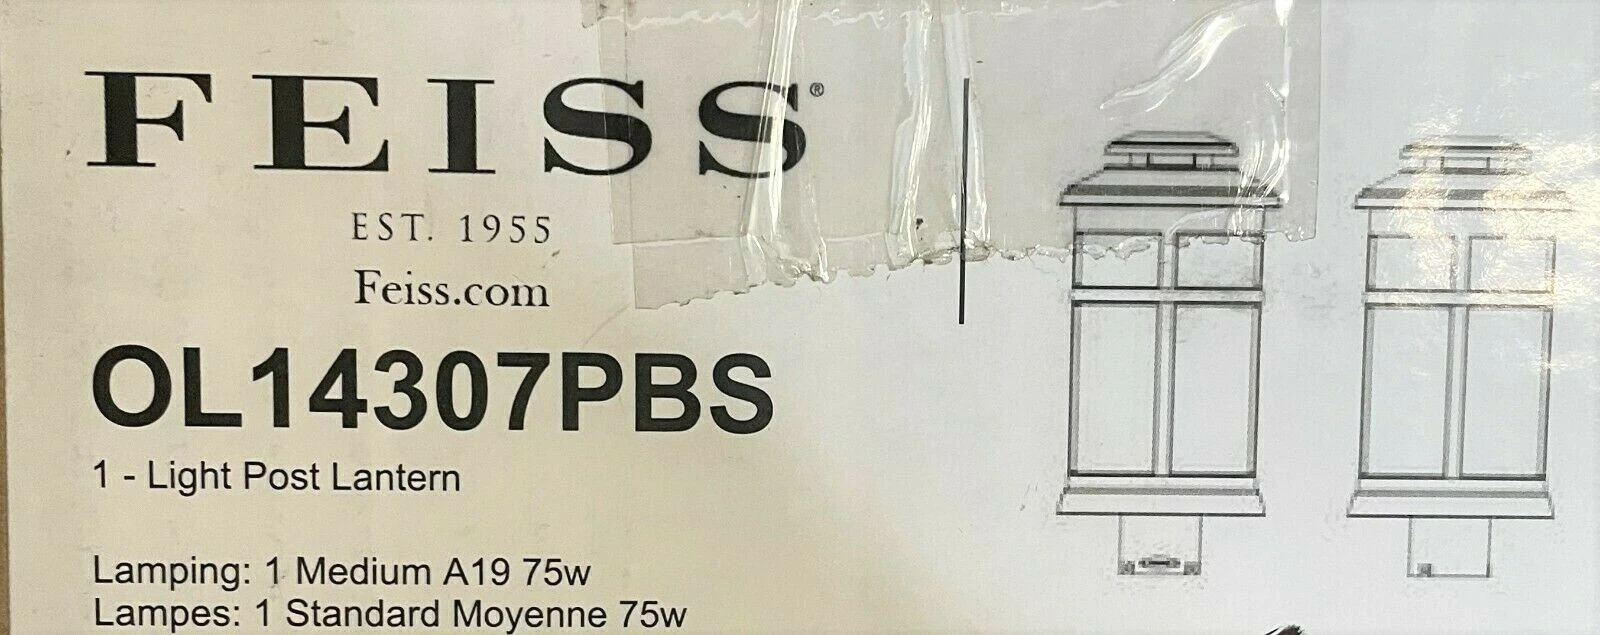 FEISS®
EST. 1955
Feiss.com
OL14307PBS
1 - Light Post Lantern
Lamping: 1 Medium A19 75w
Lampes: 1 Standard Moyenne 75w